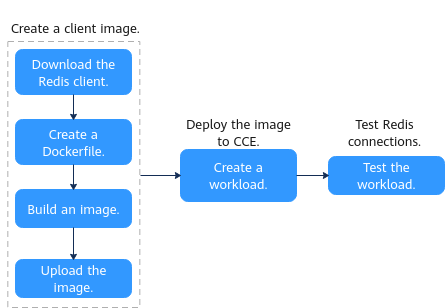 Create a client image.
Download the
Redis client.
Create a
Dockerfile.
Build an image.
Upload the
image.
Deploy the image
to CCE.
Create a
workload.
Test Redis
connections.
Test the
workload.